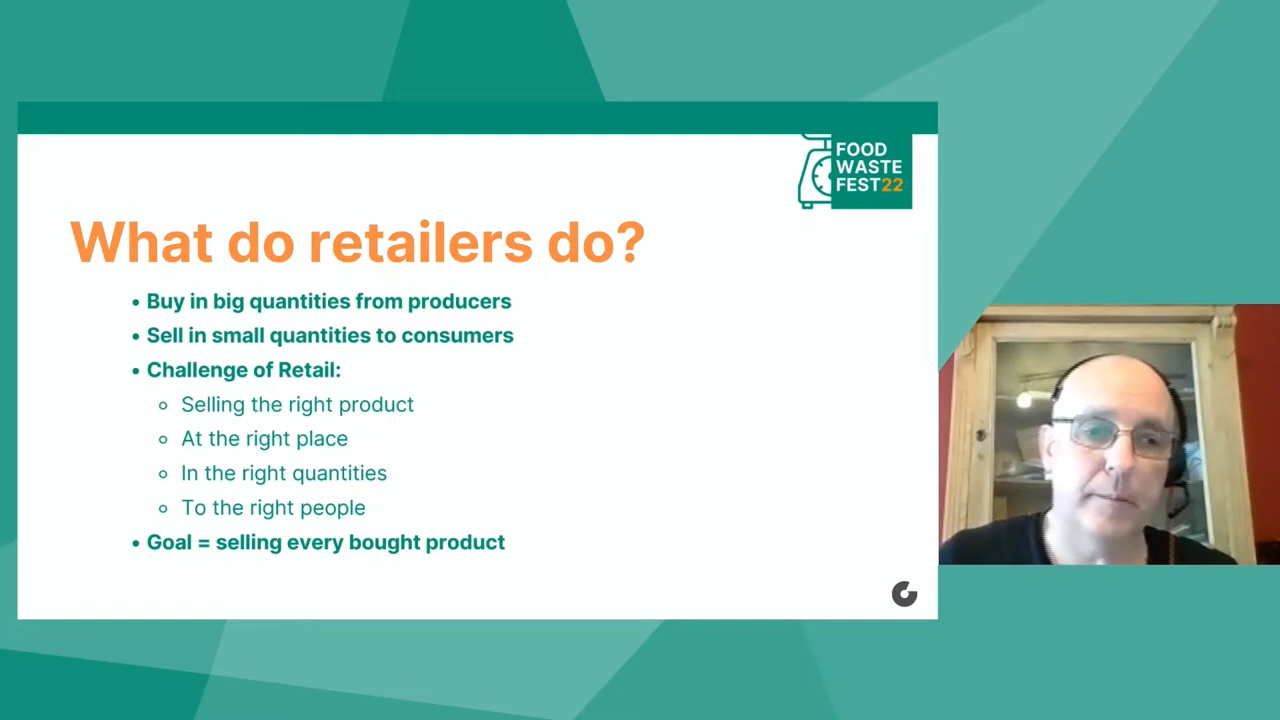 FOOD
WASTE
FEST22
What do retailers do?
• Buy in big quantities from producers
• Sell in small quantities to consumers
• Challenge of Retail:
◦ Selling the right product
◦ At the right place
◦ In the right quantities
◦ To the right people
• Goal = selling every bought product